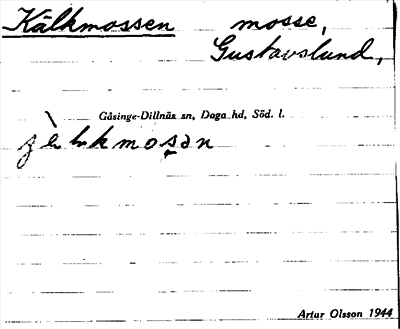 Kälkmossen mosse,
Gustavslund,
Gåsinge-Dillnäs sn, Daga hd, Söd. l.
Artur Olsson 1944